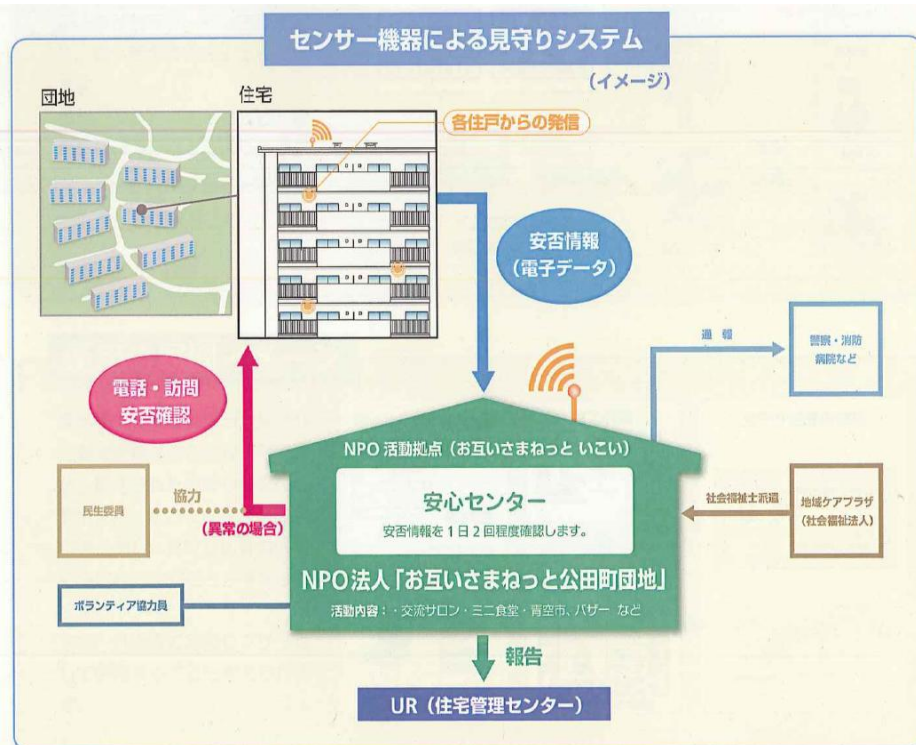 センサー機器による見守りシステム
(イメージ)
団地
住宅
各住戸からの発信
安否情報
(電子データ)
通報
警察・消防
病院など
電話・訪問
安否確認
NPO 活動拠点(お互いさまねっと いこい)
安心センター
安否情報を1日2回程度確認します。
民生委員
協力
(異常の場合)
社会福祉士派遣
地域ケアプラザ
(社会福祉法人)
NPO法人「お互いさまねっと公田町団地」
活動内容:・交流サロン・ミニ食堂・青空市、バザー など
ボランティア協力員
報告
UR(住宅管理センター)